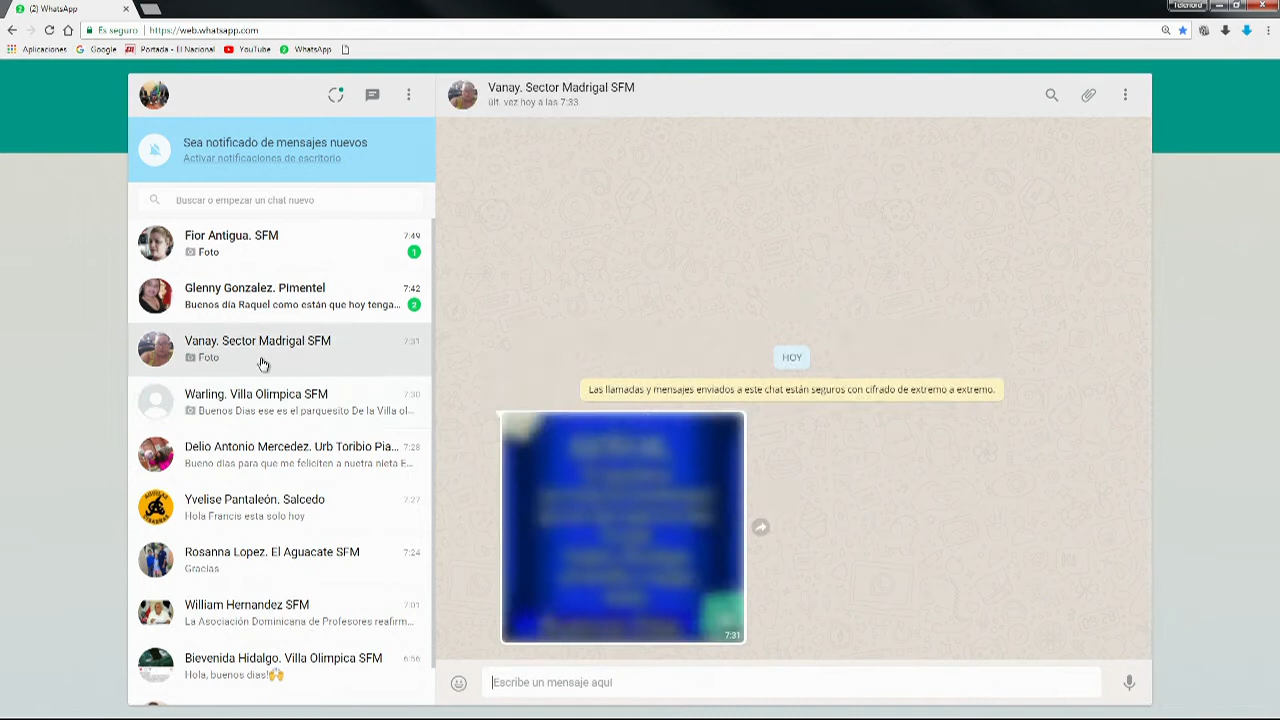 (2) WhatsApp
Telenord
Es seguro | https://web.whatsapp.com
Aplicaciones Google Portada - El Nacional YouTube WhatsApp
Vanay. Sector Madrigal SFM
últ. vez hoy a las 7:33
Sea notificado de mensajes nuevos
Activar notificaciones de escritorio
Buscar o empezar un chat nuevo
Fior Antigua. SFM 7:49
Foto 1
Glenny Gonzalez. Pimentel 7:42
Buenos día Raquel como están que hoy tenga... 2
Vanay. Sector Madrigal SFM 7:31
Foto
Warling. Villa Olimpica SFM 7:30
Buenos Dias ese es el parquesito De la Villa ol...
Delio Antonio Mercedez. Urb Toribio Pia... 7:28
Bueno dias para que me feliciten a nuetra nieta E...
Yvelise Pantaleón. Salcedo 7:27
Hola Francis esta solo hoy
Rosanna Lopez. El Aguacate SFM 7:24
Gracias
William Hernandez SFM 7:01
La Asociación Dominicana de Profesores reafirm...
Bievenida Hidalgo. Villa Olimpica SFM 6:56
Hola, buenos dias!🙌
HOY
Las llamadas y mensajes enviados a este chat están seguros con cifrado de extremo a extremo.
7:31
Escribe un mensaje aquí